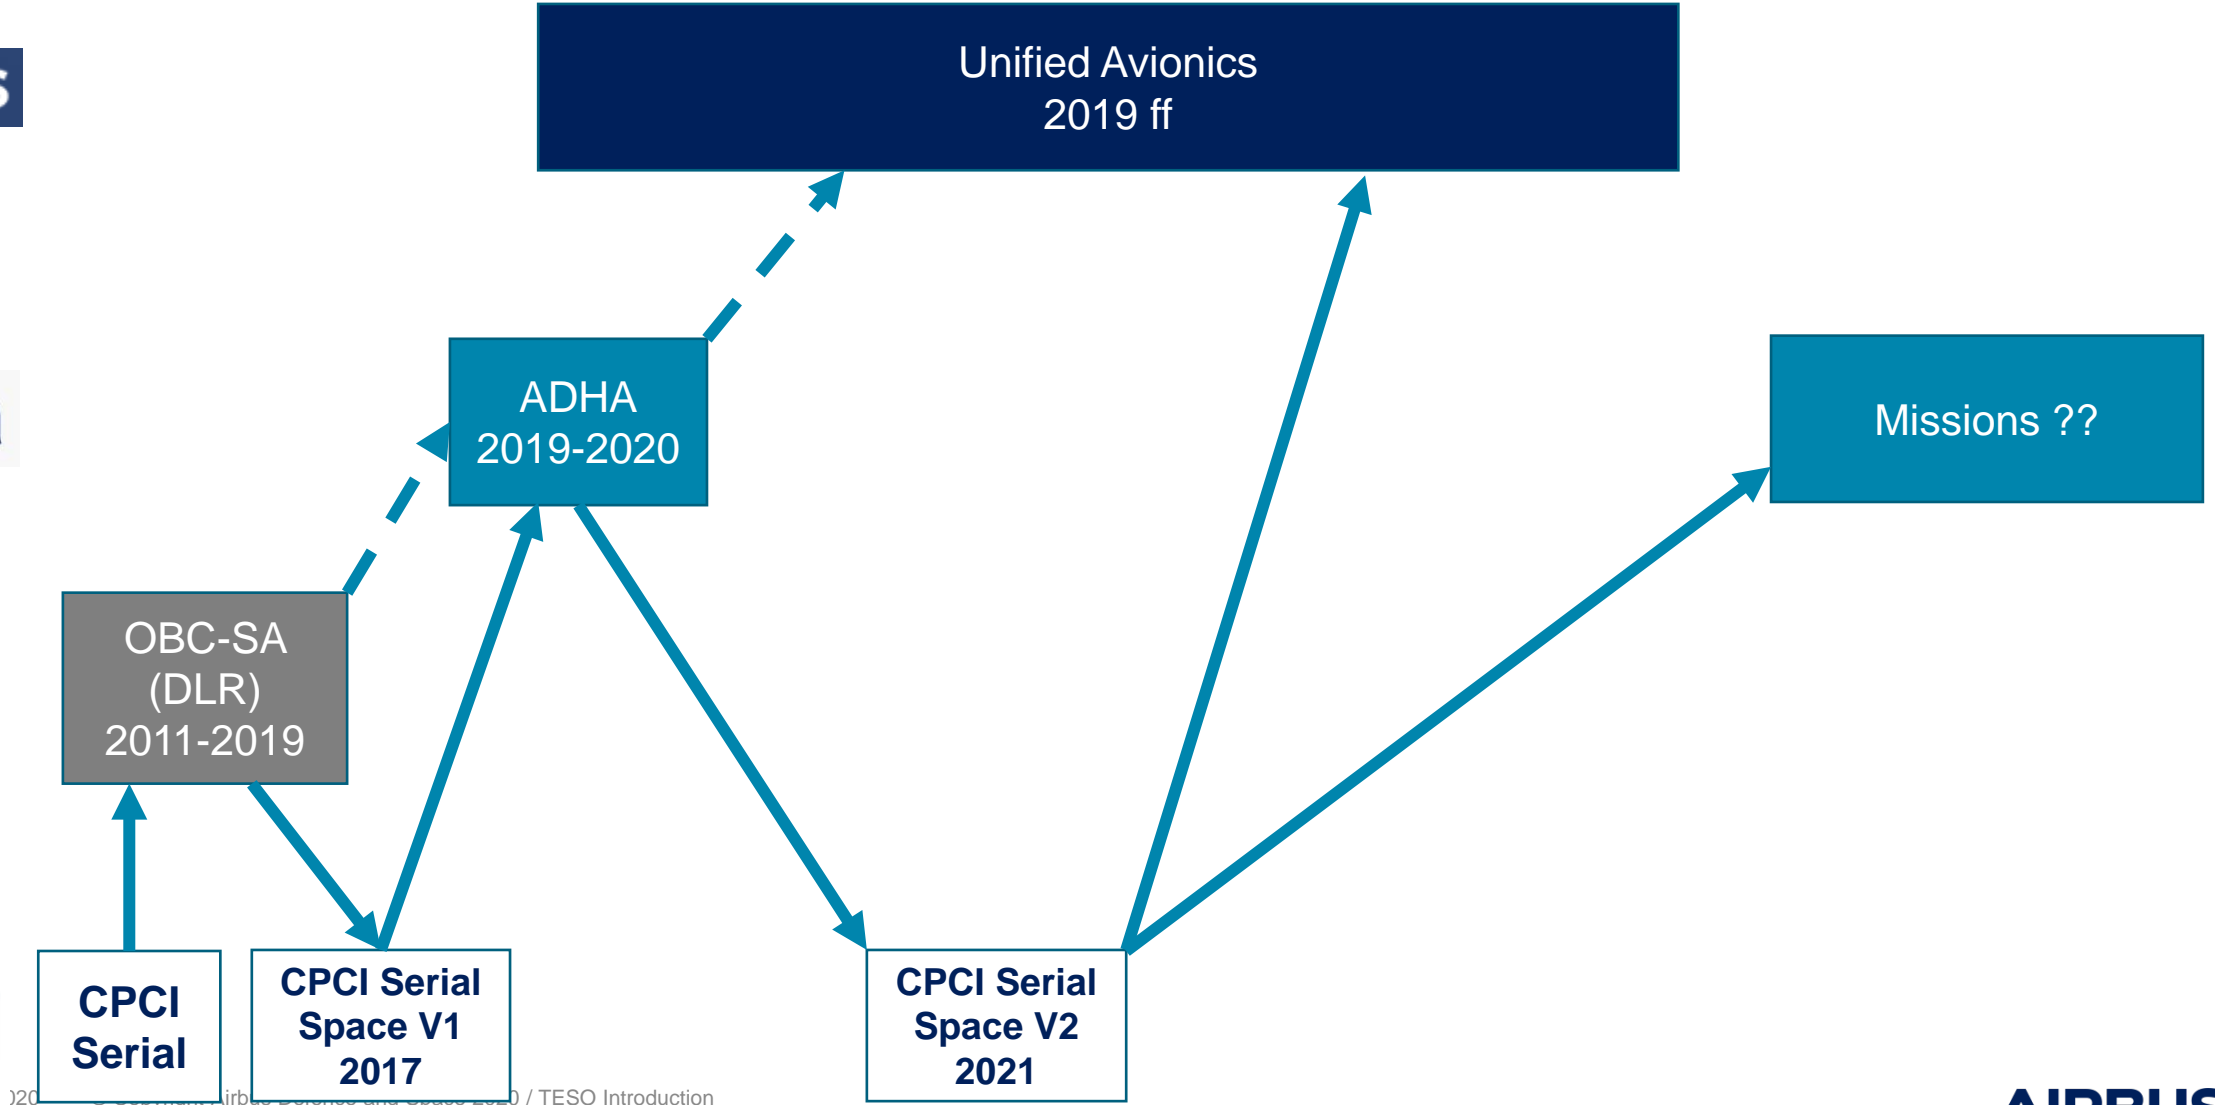 Unified Avionics
2019 ff
ADHA
2019-2020
Missions ??
OBC-SA
(DLR)
2011-2019
CPCI
Serial
CPCI Serial
Space V1
2017
CPCI Serial
Space V2
2021
/ TESO Introduction
AIRBUS